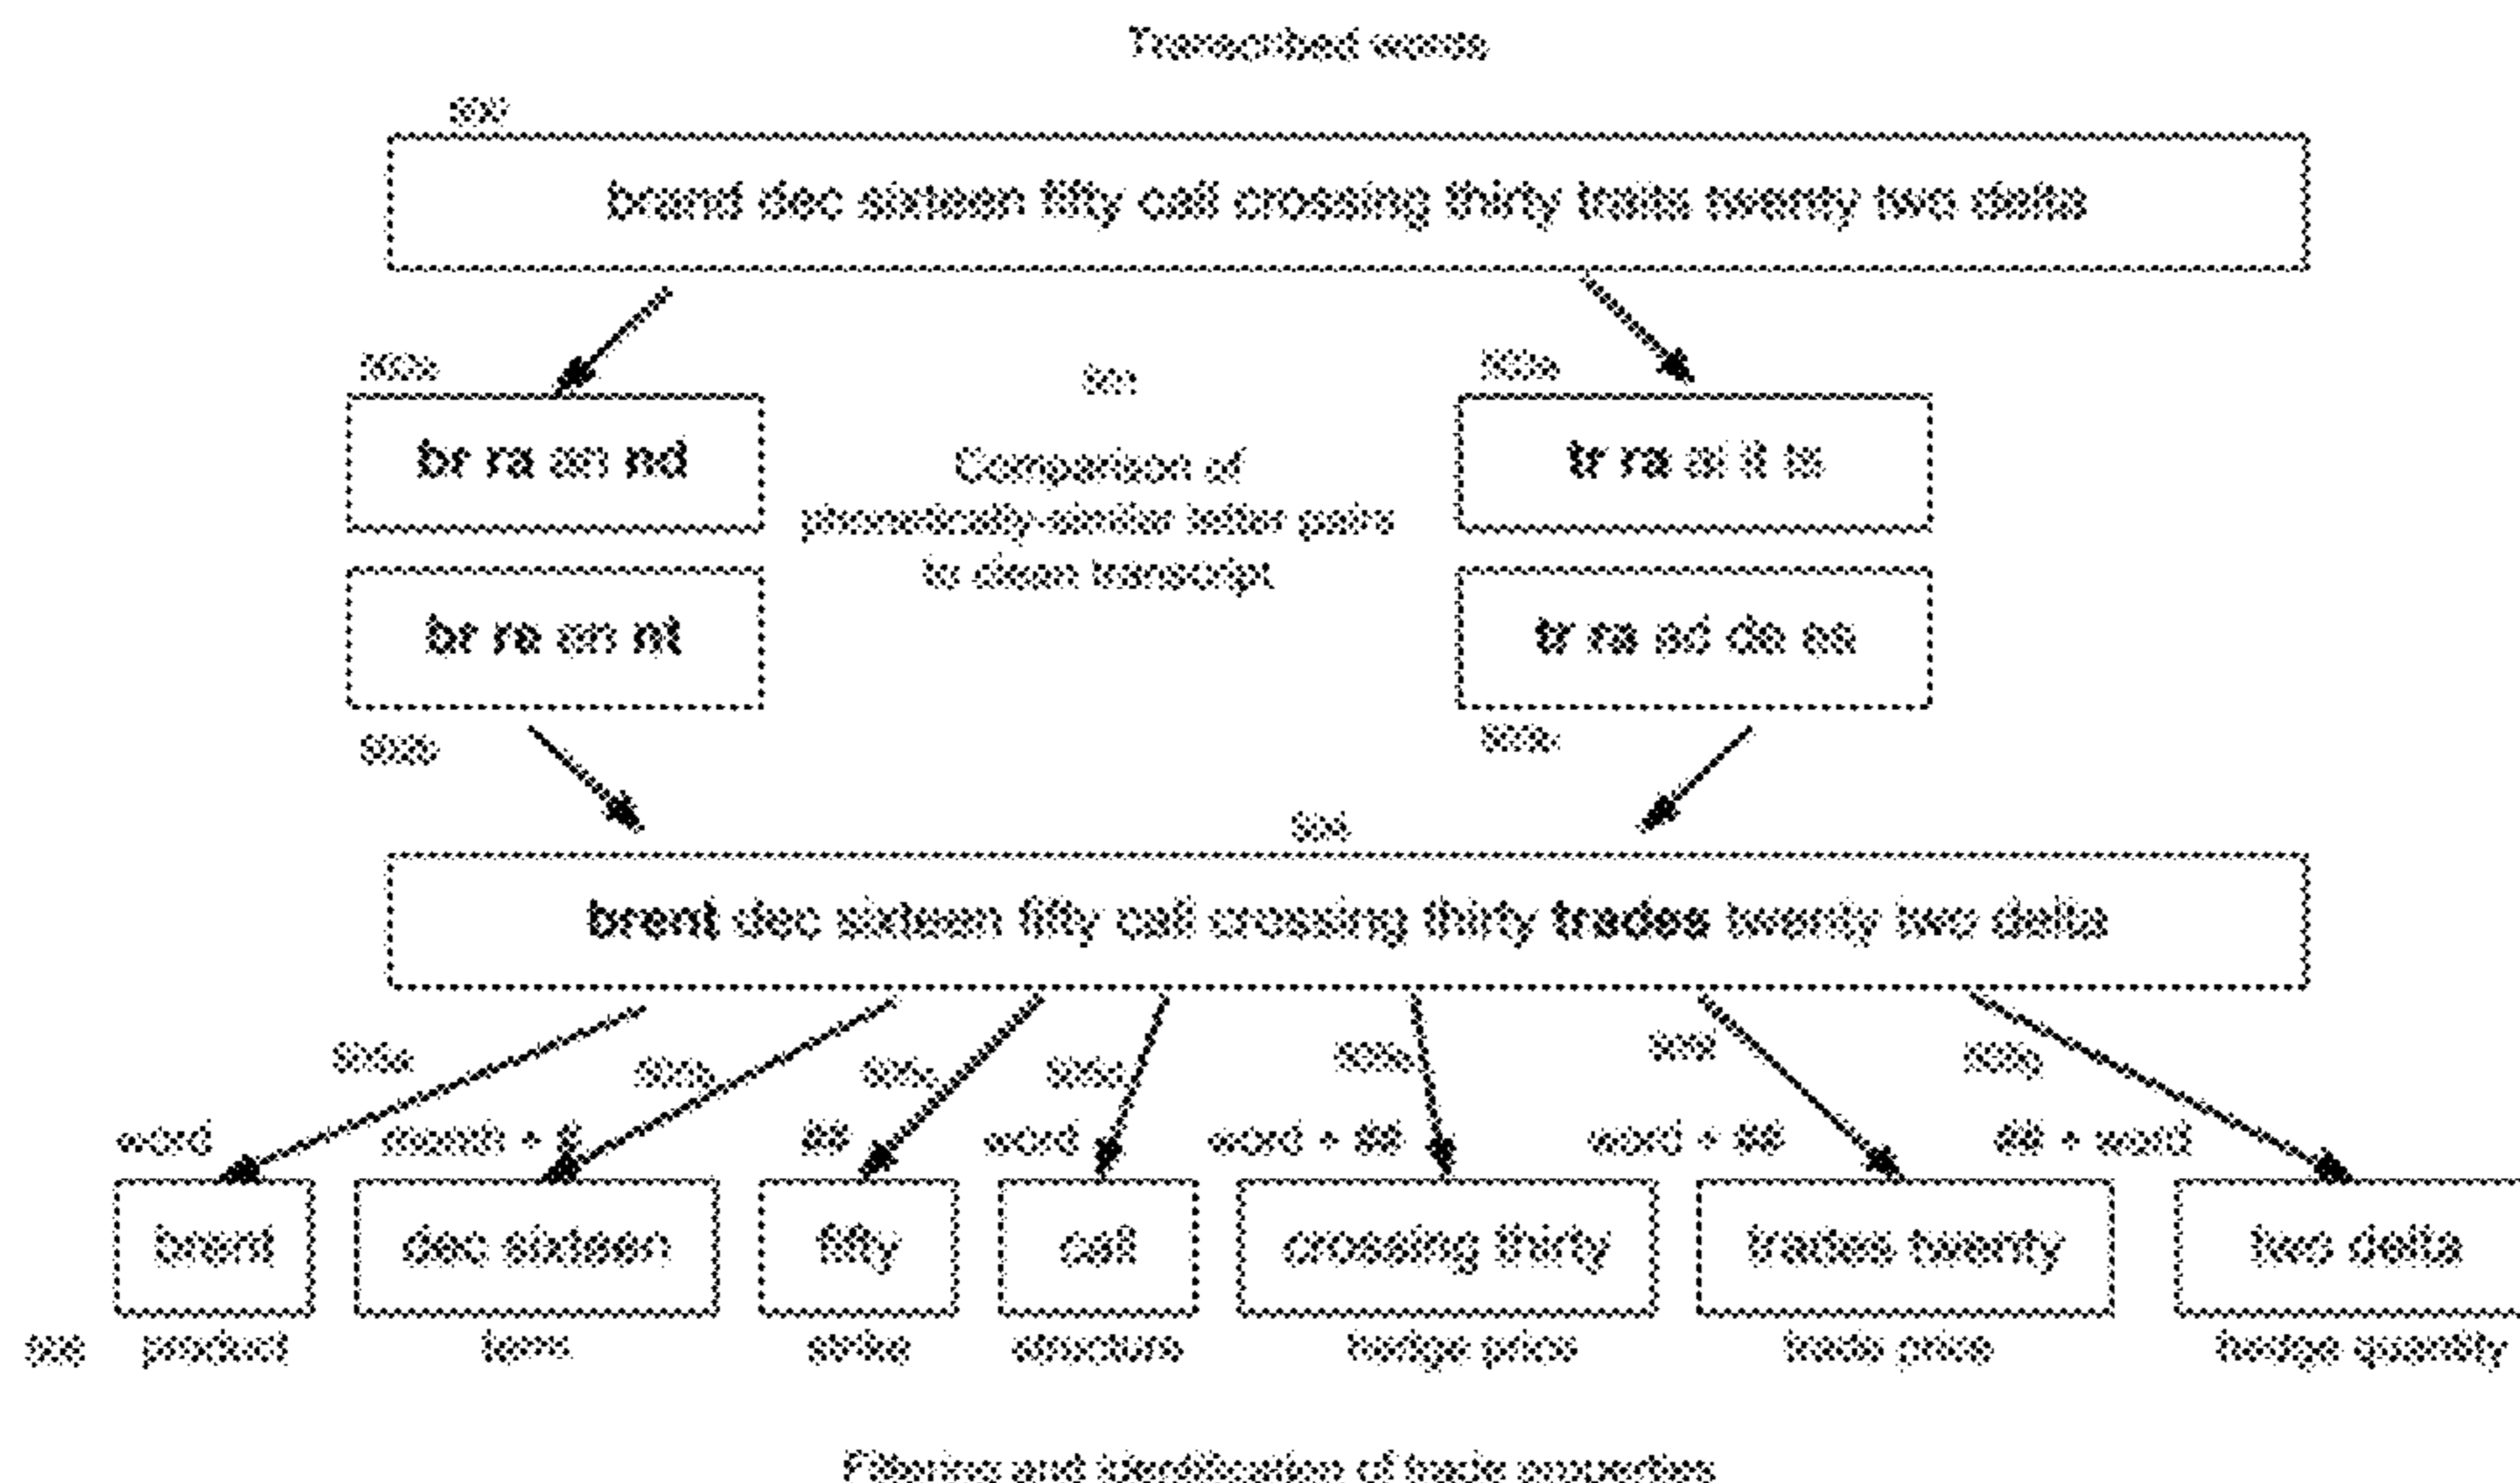 Transcribed words
brand dec sixteen fifty call crossing thirty traits twenty two delta
br ra an nd
tr ra ai it ts
Comparison of
phonetically-similar letter pairs
to clean transcript
br re en nt
tr ra ad de es
brent dec sixteen fifty call crossing thirty trades twenty two delta
word
month + #
##
word
word + ##
word + ##
## + word
brent
dec sixteen
fifty
call
crossing thirty
trades twenty
two delta
product
term
strike
structure
hedge price
trade price
hedge quantity
Filtering and identification of trade properties